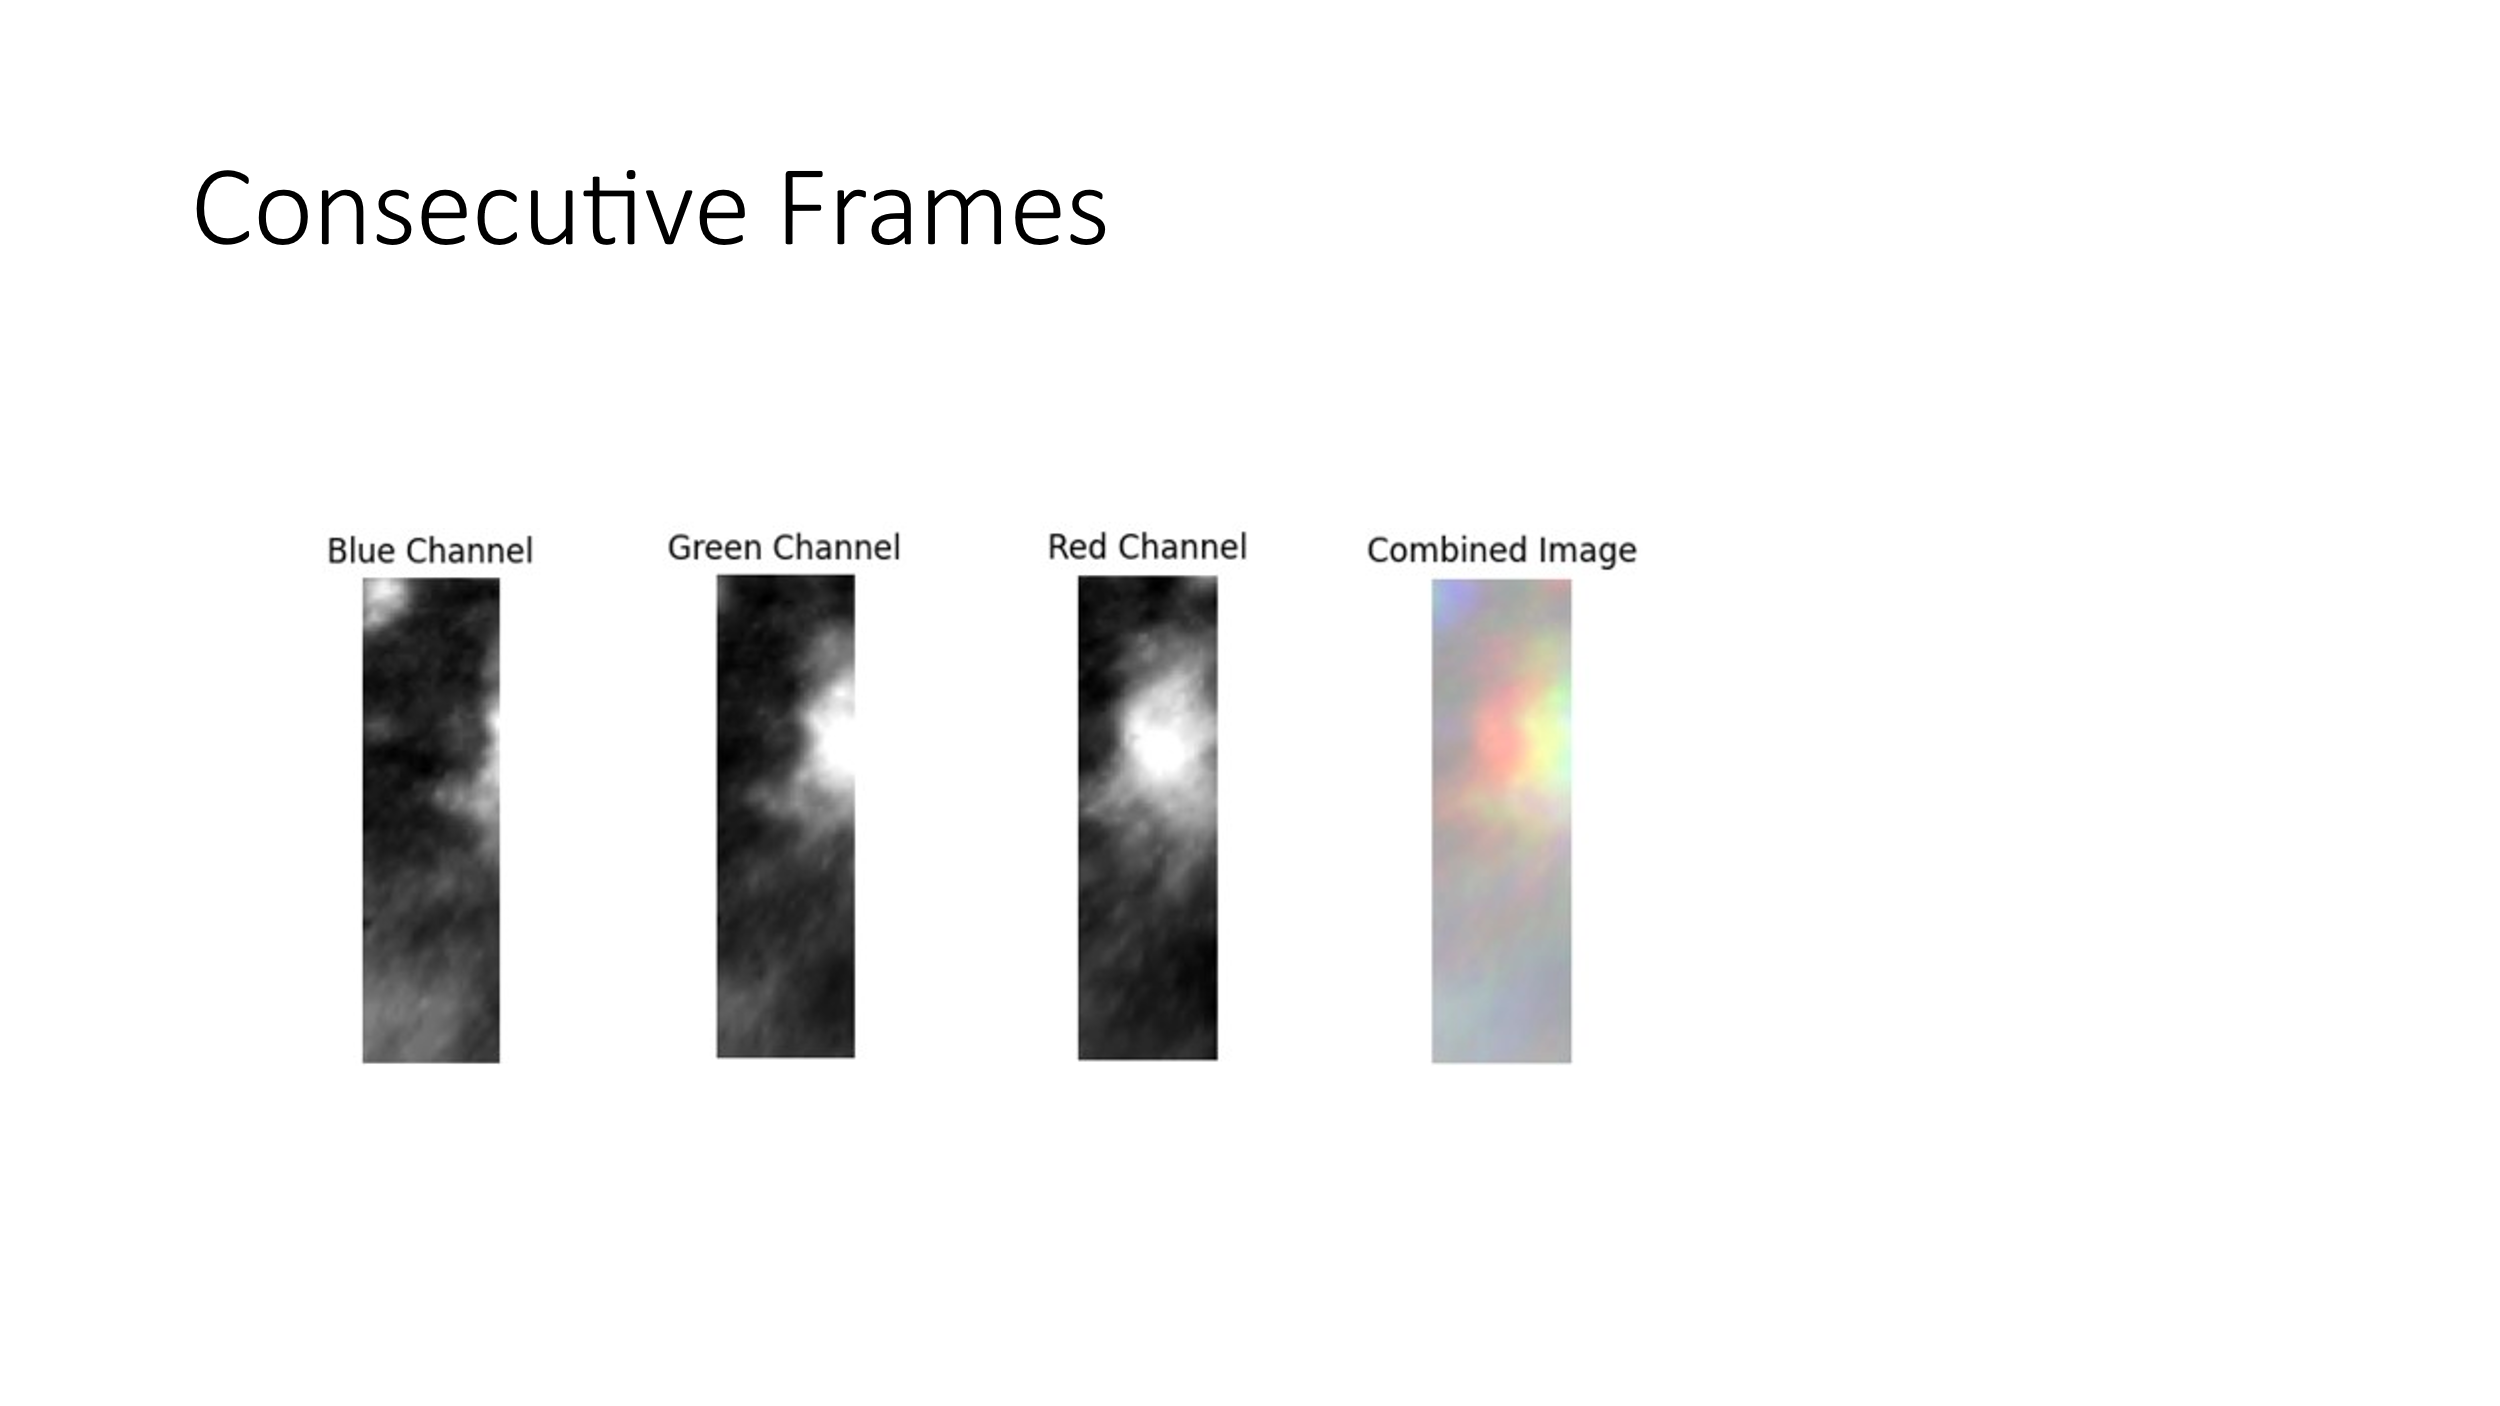 Consecutive Frames
Blue Channel
Green Channel
Red Channel
Combined Image